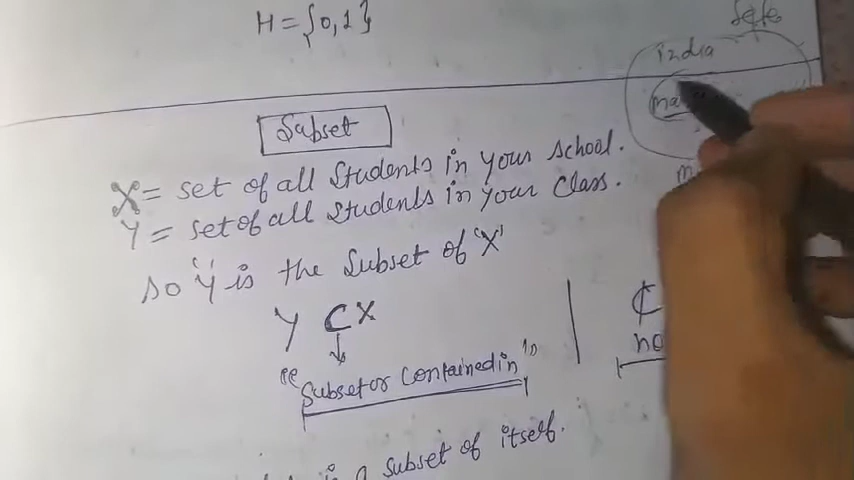 H = {0,1}
india
Subset
X = set of all Students in your School.
Y = set of all Students in your Class.
so 'y' is the Subset of 'X'
Y ⊂ X
⊄
"Subset or Contained in"
is a subset of itself.